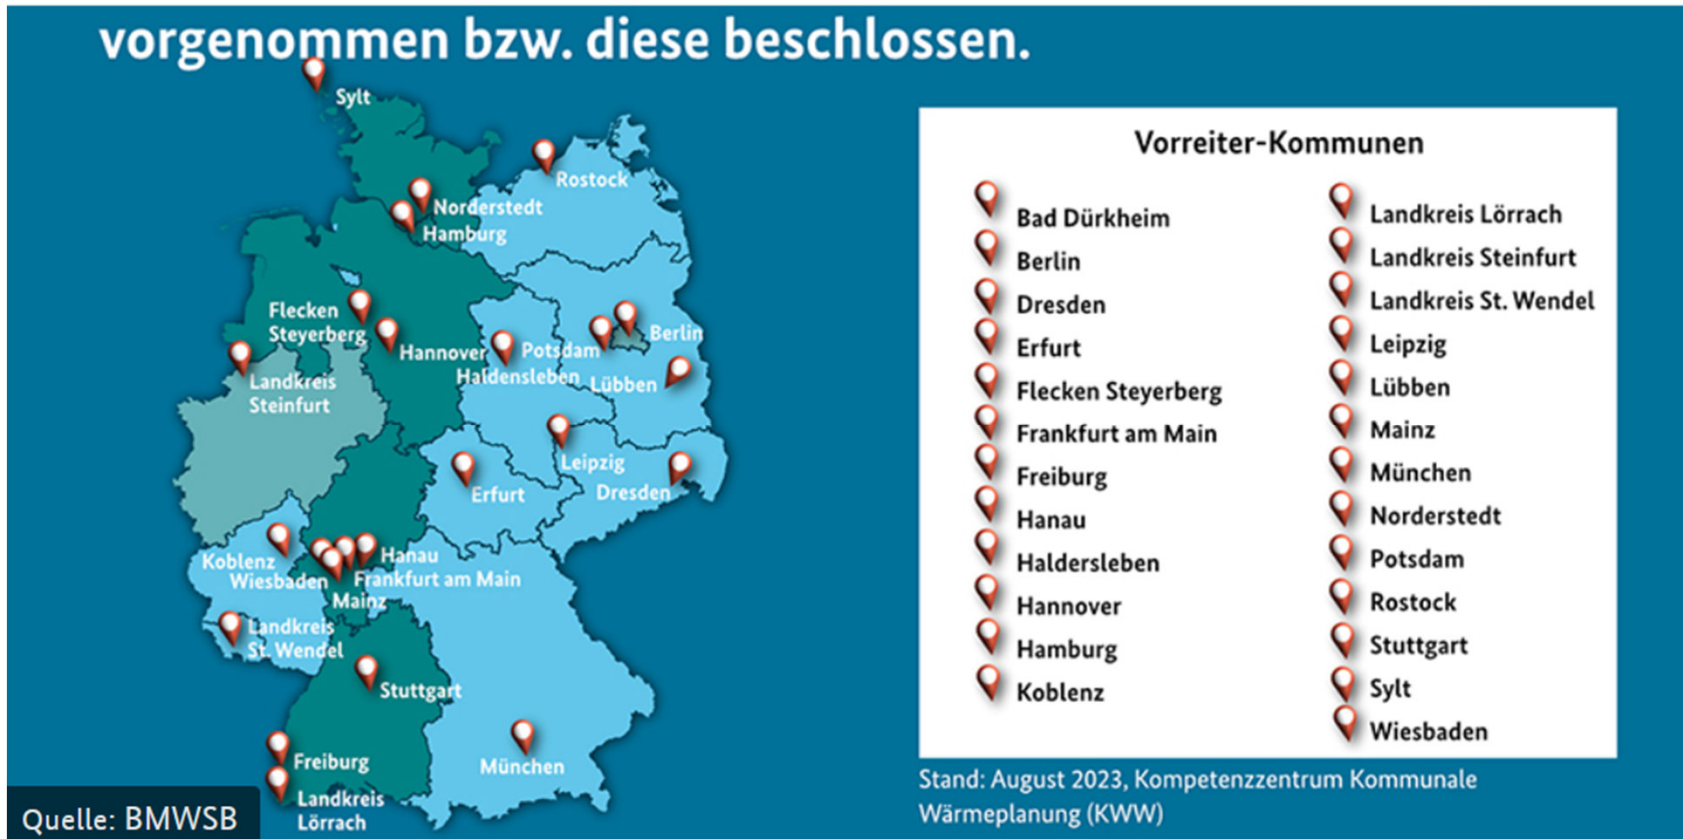 vorgenommen bzw. diese beschlossen.
Sylt
Rostock
Norderstedt
Hamburg
Flecken
Steyerberg
Hannover
Potsdam
Berlin
Haldensleben
Lübben
Landkreis
Steinfurt
Leipzig
Erfurt
Dresden
Koblenz
Hanau
Wiesbaden
Frankfurt am Main
Mainz
Landkreis
St. Wendel
Stuttgart
Freiburg
München
Landkreis
Lörrach
Quelle: BMWSB
Vorreiter-Kommunen
Bad Dürkheim
Berlin
Dresden
Erfurt
Flecken Steyerberg
Frankfurt am Main
Freiburg
Hanau
Haldersleben
Hannover
Hamburg
Koblenz
Landkreis Lörrach
Landkreis Steinfurt
Landkreis St. Wendel
Leipzig
Lübben
Mainz
München
Norderstedt
Potsdam
Rostock
Stuttgart
Sylt
Wiesbaden
Stand: August 2023, Kompetenzzentrum Kommunale
Wärmeplanung (KWW)